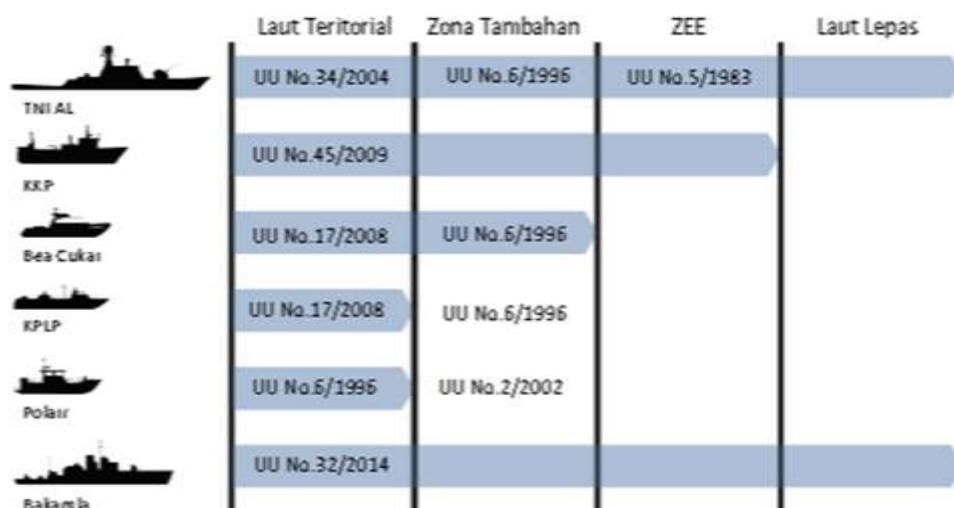 Laut Teritorial Zona Tambahan ZEE Laut Lepas
UU No.34/2004 UU No.6/1996 UU No.5/1983
TNI AL
UU No.45/2009
KKP
UU No.17/2008 UU No.6/1996
Bea Cukai
UU No.17/2008 UU No.6/1996
KPLP
UU No.6/1996 UU No.2/2002
Polair
UU No.32/2014
Bakamla